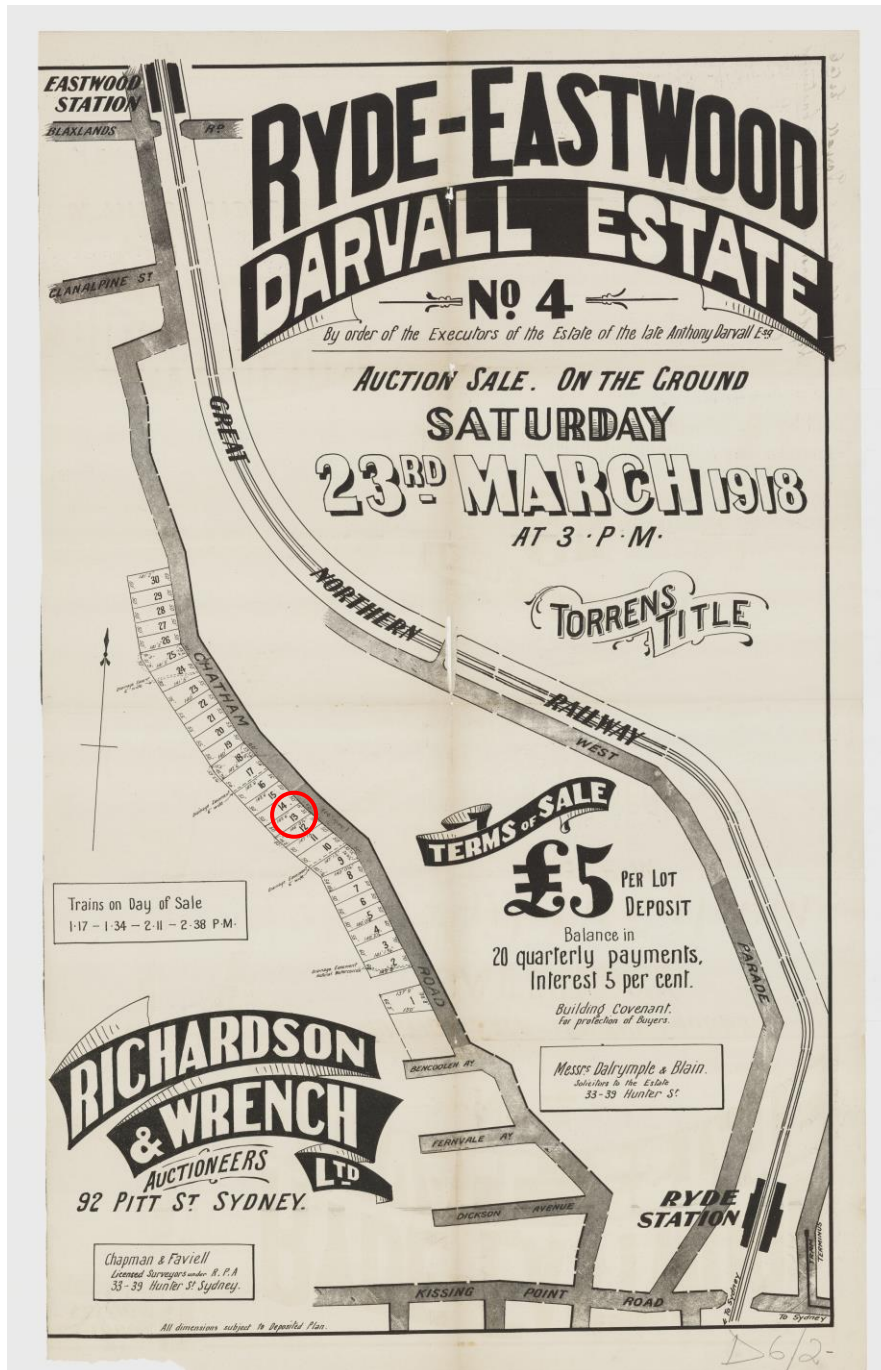 EASTWOOD
STATION
BLAXLANDS RD
RYDE-EASTWOOD
DARVALL ESTATE
No 4
By order of the Executors of the Estate of the late Anthony Darvall Esq
CLANALPINE ST
AUCTION SALE. ON THE GROUND
SATURDAY
23RD MARCH 1918
AT 3·P·M·
TORRENS
TITLE
GREAT
NORTHERN
RAILWAY
WEST
PARADE
CHATHAM
ROAD
30
29
28
27
26
25
24
23
22
21
20
19
18
17
16
15
14
13
12
11
10
9
8
7
6
5
4
3
2
1
TERMS OF SALE
£5 PER LOT
DEPOSIT
Balance in
20 quarterly payments,
Interest 5 per cent.
Building Covenant.
For protection of Buyers.
Trains on Day of Sale
1·17 – 1·34 – 2·11 – 2·38 P·M·
Messrs Dalrymple & Blain.
Solicitors to the Estate
33-39 Hunter St
RICHARDSON
& WRENCH
LTD
AUCTIONEERS
92 PITT ST SYDNEY.
BENCOOLEN AV
FERNVALE AV
DICKSON AVENUE
RYDE
STATION
TRAM
TERMINUS
Chapman & Faviell
Licensed Surveyors under R.P.A
33-39 Hunter St Sydney.
KISSING POINT ROAD
To Sydney
To Sydney
All dimensions subject to Deposited Plan.
D6/2-